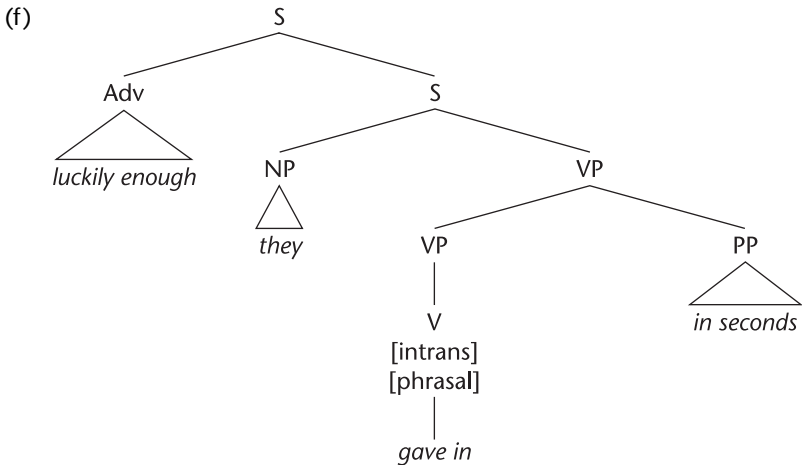 (f)
S
Adv
S
luckily enough
NP
VP
they
VP
PP
in seconds
V
[intrans]
[phrasal]
gave in